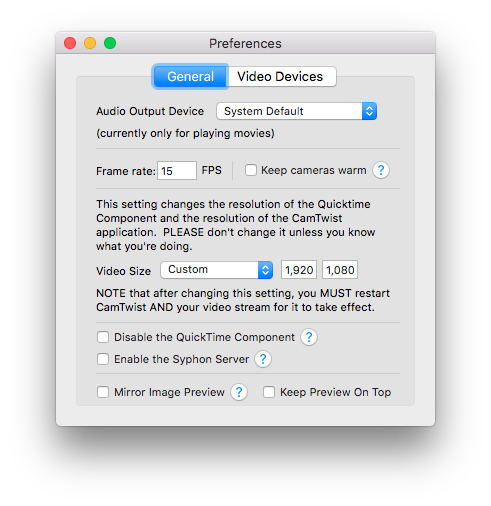 Preferences
General Video Devices
Audio Output Device System Default
(currently only for playing movies)
Frame rate: 15 FPS Keep cameras warm ?
This setting changes the resolution of the Quicktime
Component and the resolution of the CamTwist
application. PLEASE don't change it unless you know
what you're doing.
Video Size Custom 1,920 1,080
NOTE that after changing this setting, you MUST restart
CamTwist AND your video stream for it to take effect.
Disable the QuickTime Component ?
Enable the Syphon Server ?
Mirror Image Preview ? Keep Preview On Top